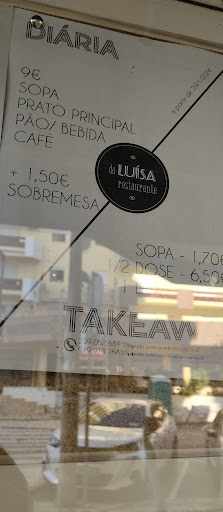 DIÁRIA
9€
SOPA
PRATO PRINCIPAL
PÃO/ BEBIDA
CAFÉ
+ 1,50€
SOBREMESA
da LUÍSA
restaurante
SOPA - 1,70€
1/2 DOSE - 6,50€
TAKEAW